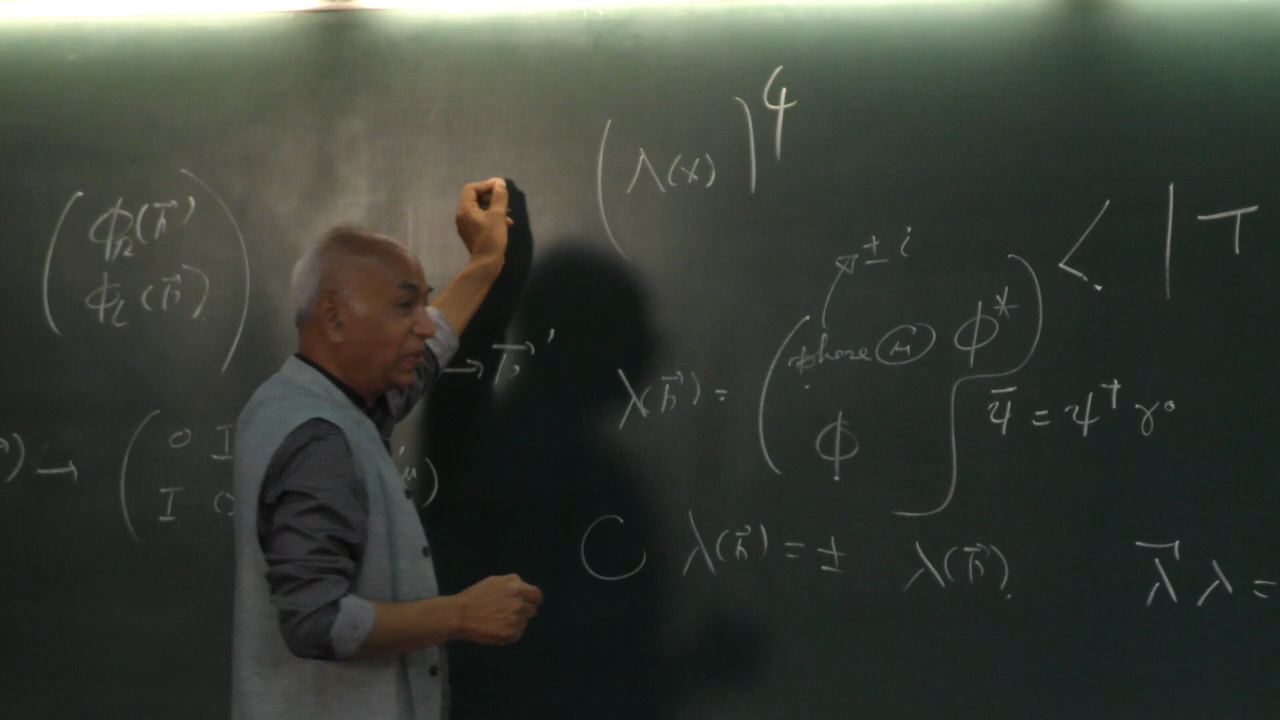 (Λ(x))⁴
(ϕ_R(p⃗)
ϕ_L(p⃗))
< | T
→ p⃗'
± i
λ(p⃗) = (phase Θ ϕ*
ϕ)
ψ̄ = ψ† γ⁰
) → (0 I
I 0
C λ(p⃗) = ± λ(p⃗)
λ̄ λ =